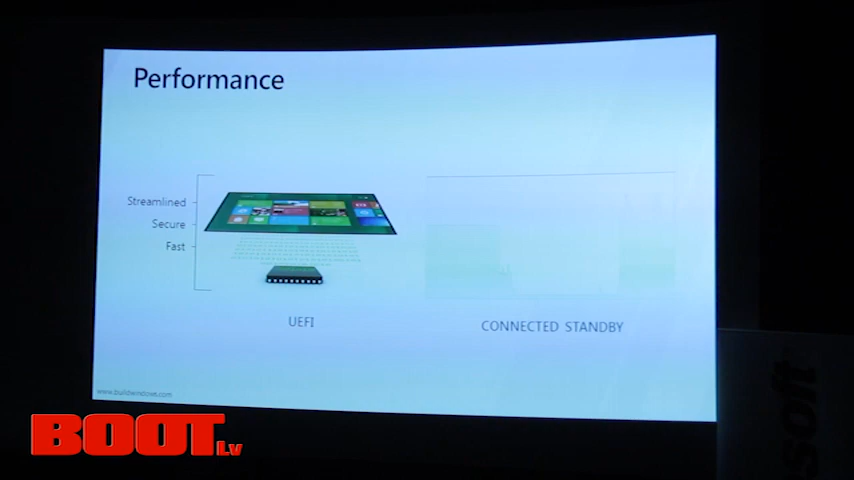 Performance
Streamlined
Secure
Fast
UEFI
CONNECTED STANDBY
www.buildwindows.com
BOOT.Lv
soft